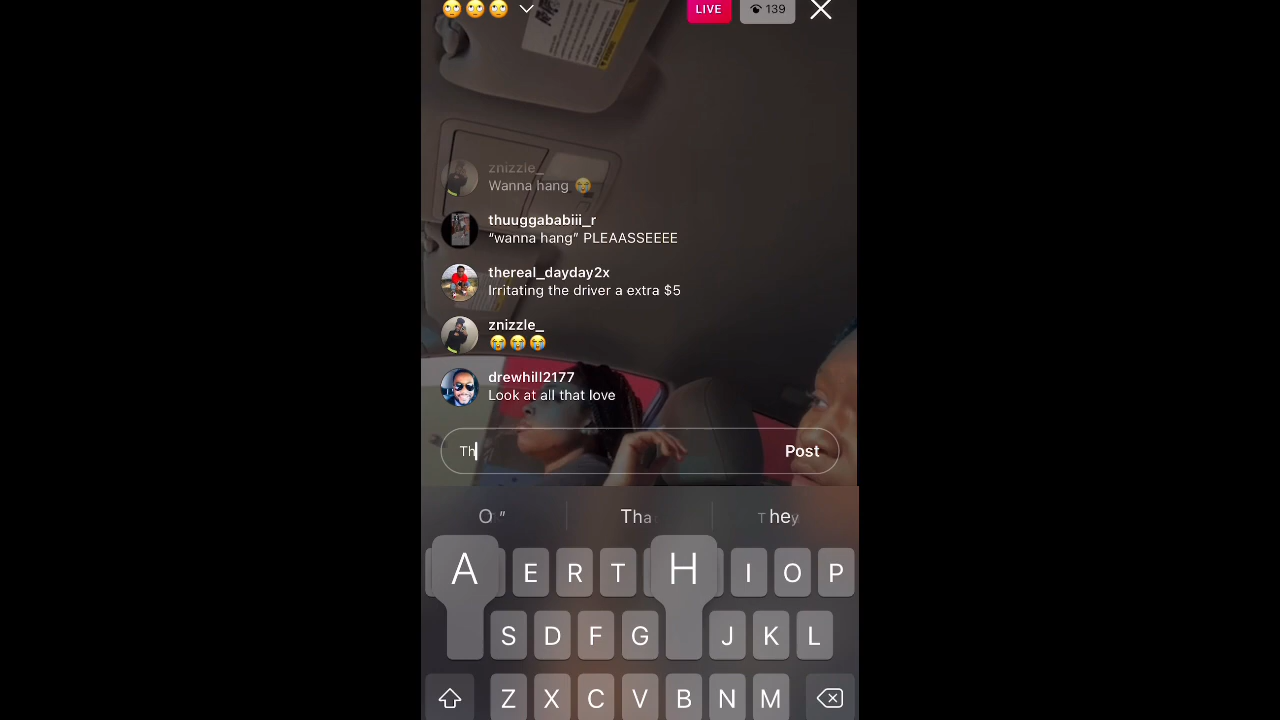 🙄🙄🙄
LIVE
139
znizzle_
Wanna hang 😭
thuuggababiii_r
“wanna hang” PLEAASSEEEE
thereal_dayday2x
Irritating the driver a extra $5
znizzle_
😭😭😭
drewhill2177
Look at all that love
Th
Post
Tha
hey
A E R T H I O P
S D F G J K L
Z X C V B N M